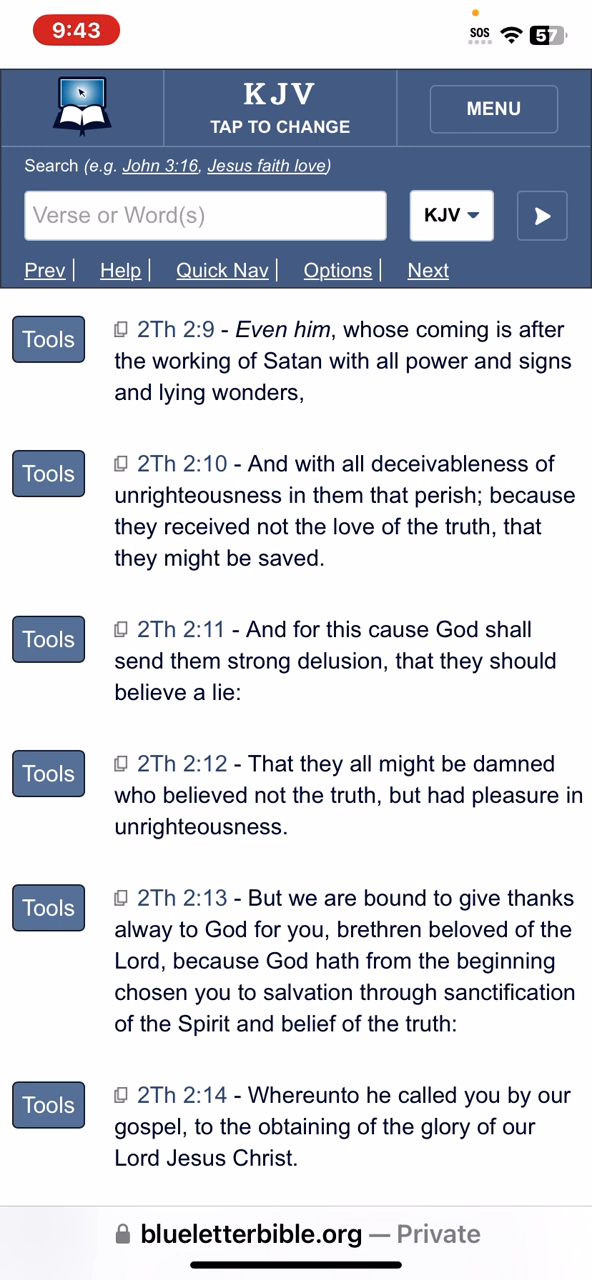 9:43
SOS
57
KJV
TAP TO CHANGE
MENU
Search (e.g. John 3:16, Jesus faith love)
Verse or Word(s)
KJV
Prev | Help | Quick Nav | Options | Next
Tools
2Th 2:9 - Even him, whose coming is after
the working of Satan with all power and signs
and lying wonders,
Tools
2Th 2:10 - And with all deceivableness of
unrighteousness in them that perish; because
they received not the love of the truth, that
they might be saved.
Tools
2Th 2:11 - And for this cause God shall
send them strong delusion, that they should
believe a lie:
Tools
2Th 2:12 - That they all might be damned
who believed not the truth, but had pleasure in
unrighteousness.
Tools
2Th 2:13 - But we are bound to give thanks
alway to God for you, brethren beloved of the
Lord, because God hath from the beginning
chosen you to salvation through sanctification
of the Spirit and belief of the truth:
Tools
2Th 2:14 - Whereunto he called you by our
gospel, to the obtaining of the glory of our
Lord Jesus Christ.
blueletterbible.org — Private